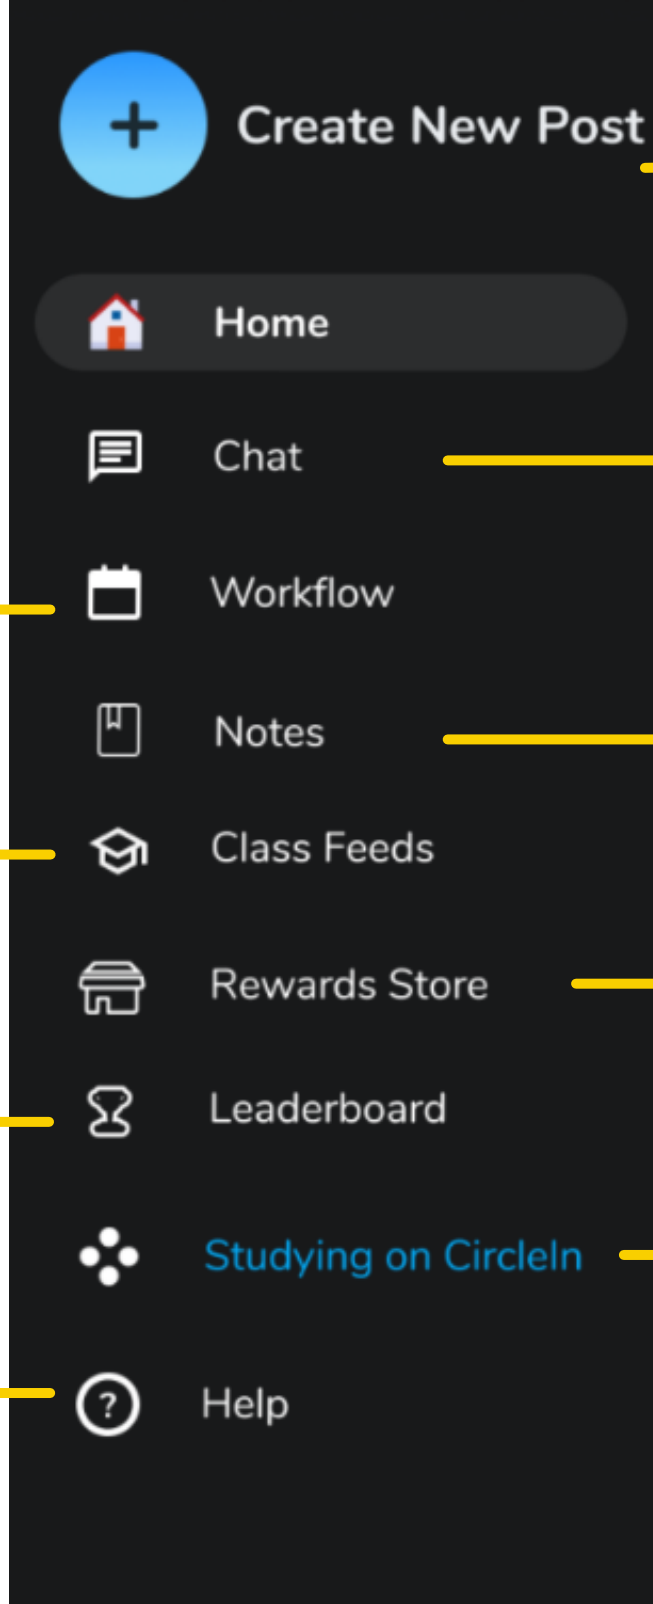 Create New Post
Home
Chat
Workflow
Notes
Class Feeds
Rewards Store
Leaderboard
Studying on CircleIn
Help